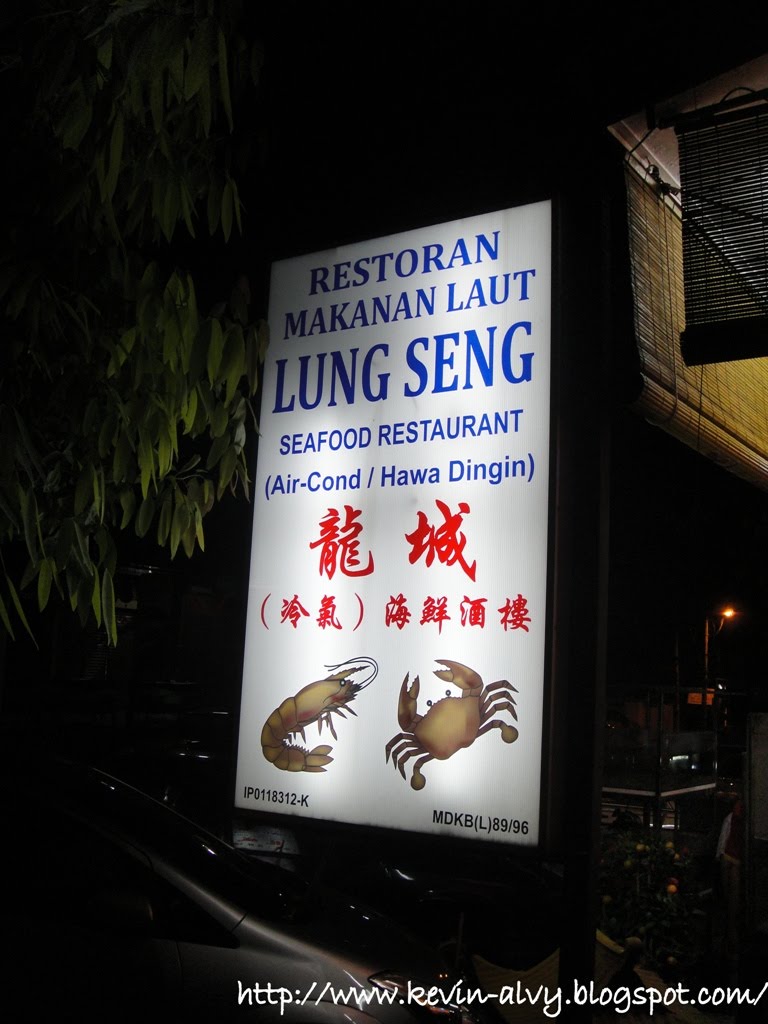 RESTORAN
MAKANAN LAUT
LUNG SENG
SEAFOOD RESTAURANT
(Air-Cond / Hawa Dingin)
龍城
(冷氣)海鮮酒樓
IP0118312-K
MDKB(L)89/96
http://www.kevin-alvy.blogspot.com/